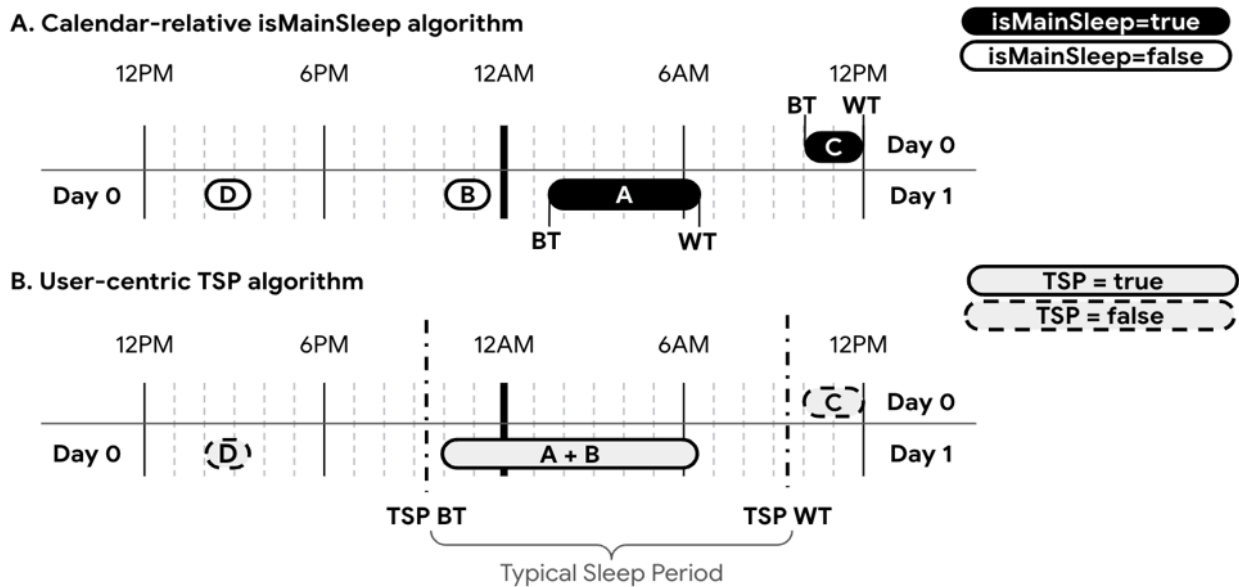 A. Calendar-relative isMainSleep algorithm
isMainSleep=true
isMainSleep=false
12PM 6PM 12AM 6AM 12PM
BT WT
C Day 0
Day 0 D B A Day 1
BT WT
B. User-centric TSP algorithm
TSP = true
TSP = false
12PM 6PM 12AM 6AM 12PM
C Day 0
Day 0 D A + B Day 1
TSP BT TSP WT
Typical Sleep Period